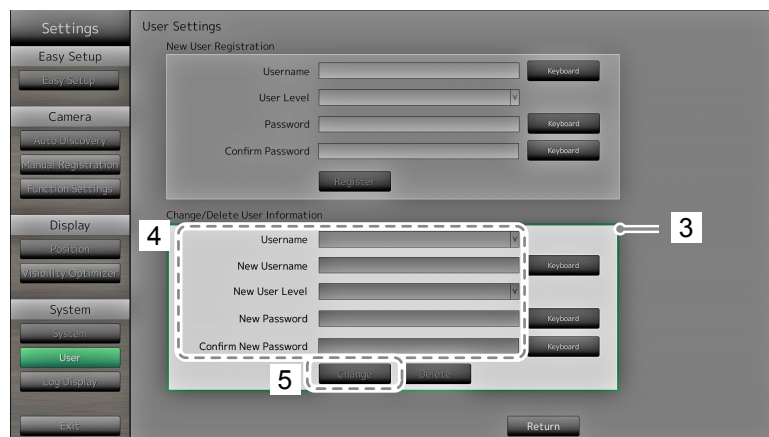 Settings
Easy Setup
Easy Setup
Camera
Auto Discovery
Manual Registration
Function Settings
Display
Position
Visibility Optimizer
System
System
User
Log Display
Exit
User Settings
New User Registration
Username
Keyboard
User Level
V
Password
Keyboard
Confirm Password
Keyboard
Register
Change/Delete User Information
3
4
Username
V
New Username
Keyboard
New User Level
V
New Password
Keyboard
Confirm New Password
Keyboard
5
Change
Delete
Return